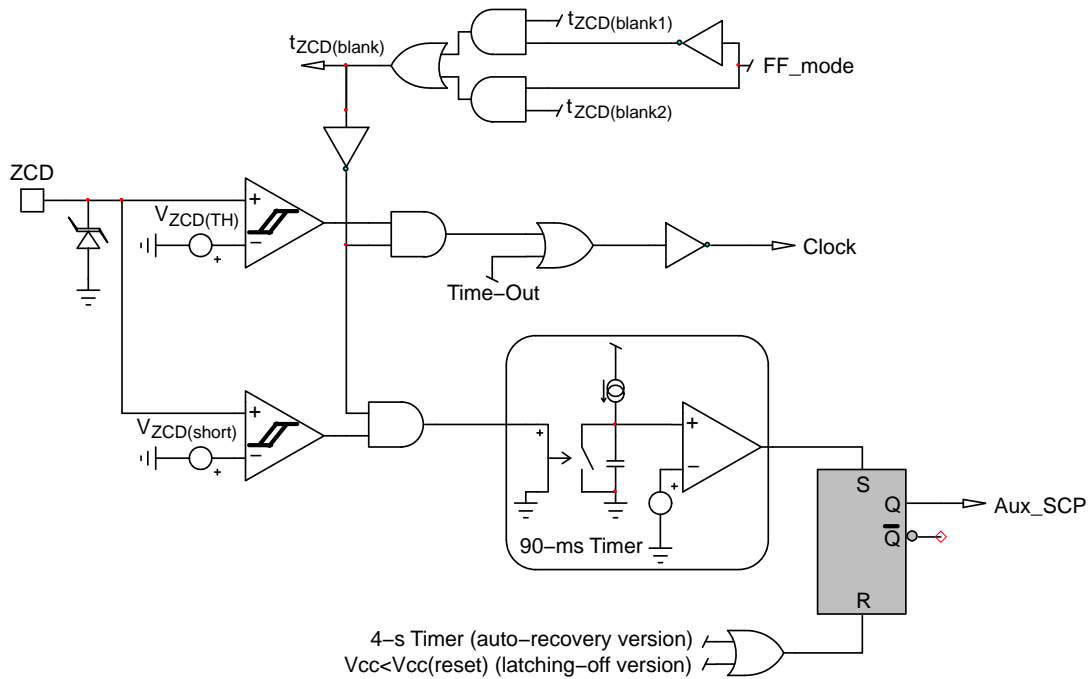 tZCD(blank1)
tZCD(blank)
FF_mode
tZCD(blank2)
ZCD
VZCD(TH)
+
−
+
Clock
Time−Out
VZCD(short)
+
−
+
+
+
−
+
90−ms Timer
S
Q
Aux_SCP
Q
R
4−s Timer (auto−recovery version)
Vcc<Vcc(reset) (latching−off version)